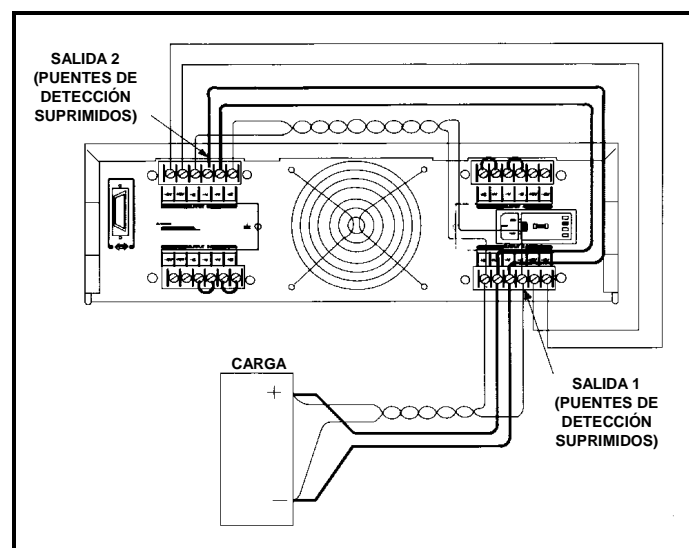 SALIDA 2
(PUENTES DE
DETECCIÓN
SUPRIMIDOS)
CARGA
+
—
SALIDA 1
(PUENTES DE
DETECCIÓN
SUPRIMIDOS)